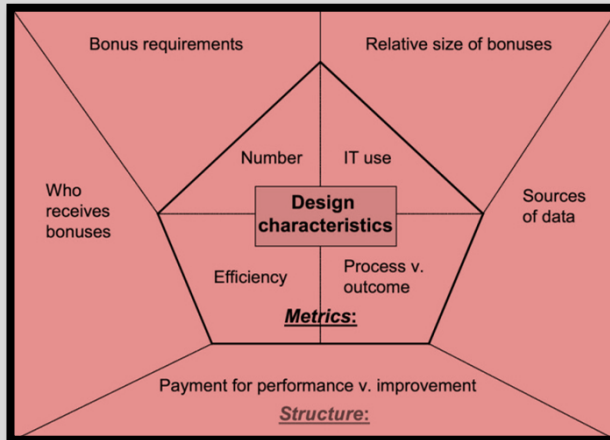 Bonus requirements
Relative size of bonuses
Number
IT use
Who
receives
bonuses
Design
characteristics
Sources
of data
Efficiency
Process v.
outcome
Metrics:
Payment for performance v. improvement
Structure: